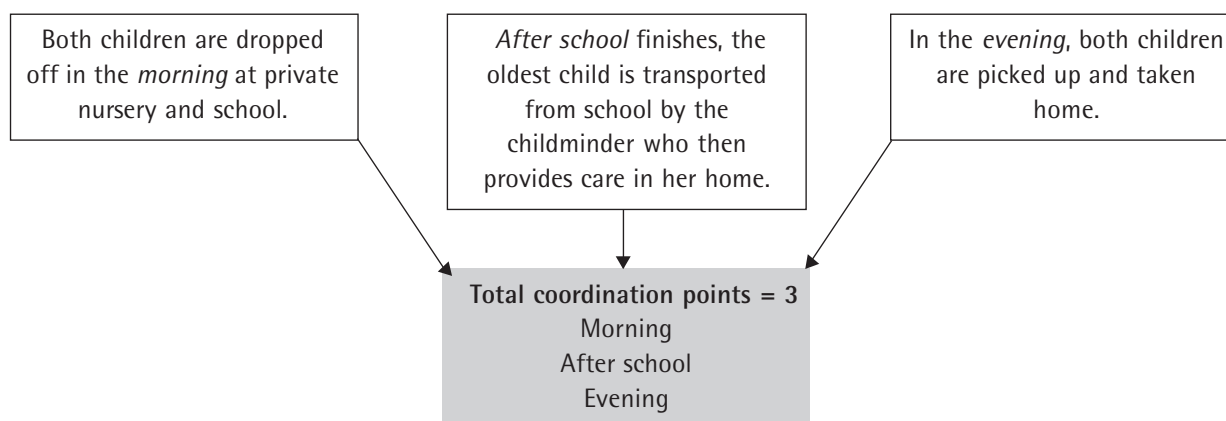 Both children are dropped
off in the morning at private
nursery and school.
After school finishes, the
oldest child is transported
from school by the
childminder who then
provides care in her home.
In the evening, both children
are picked up and taken
home.
Total coordination points = 3
Morning
After school
Evening